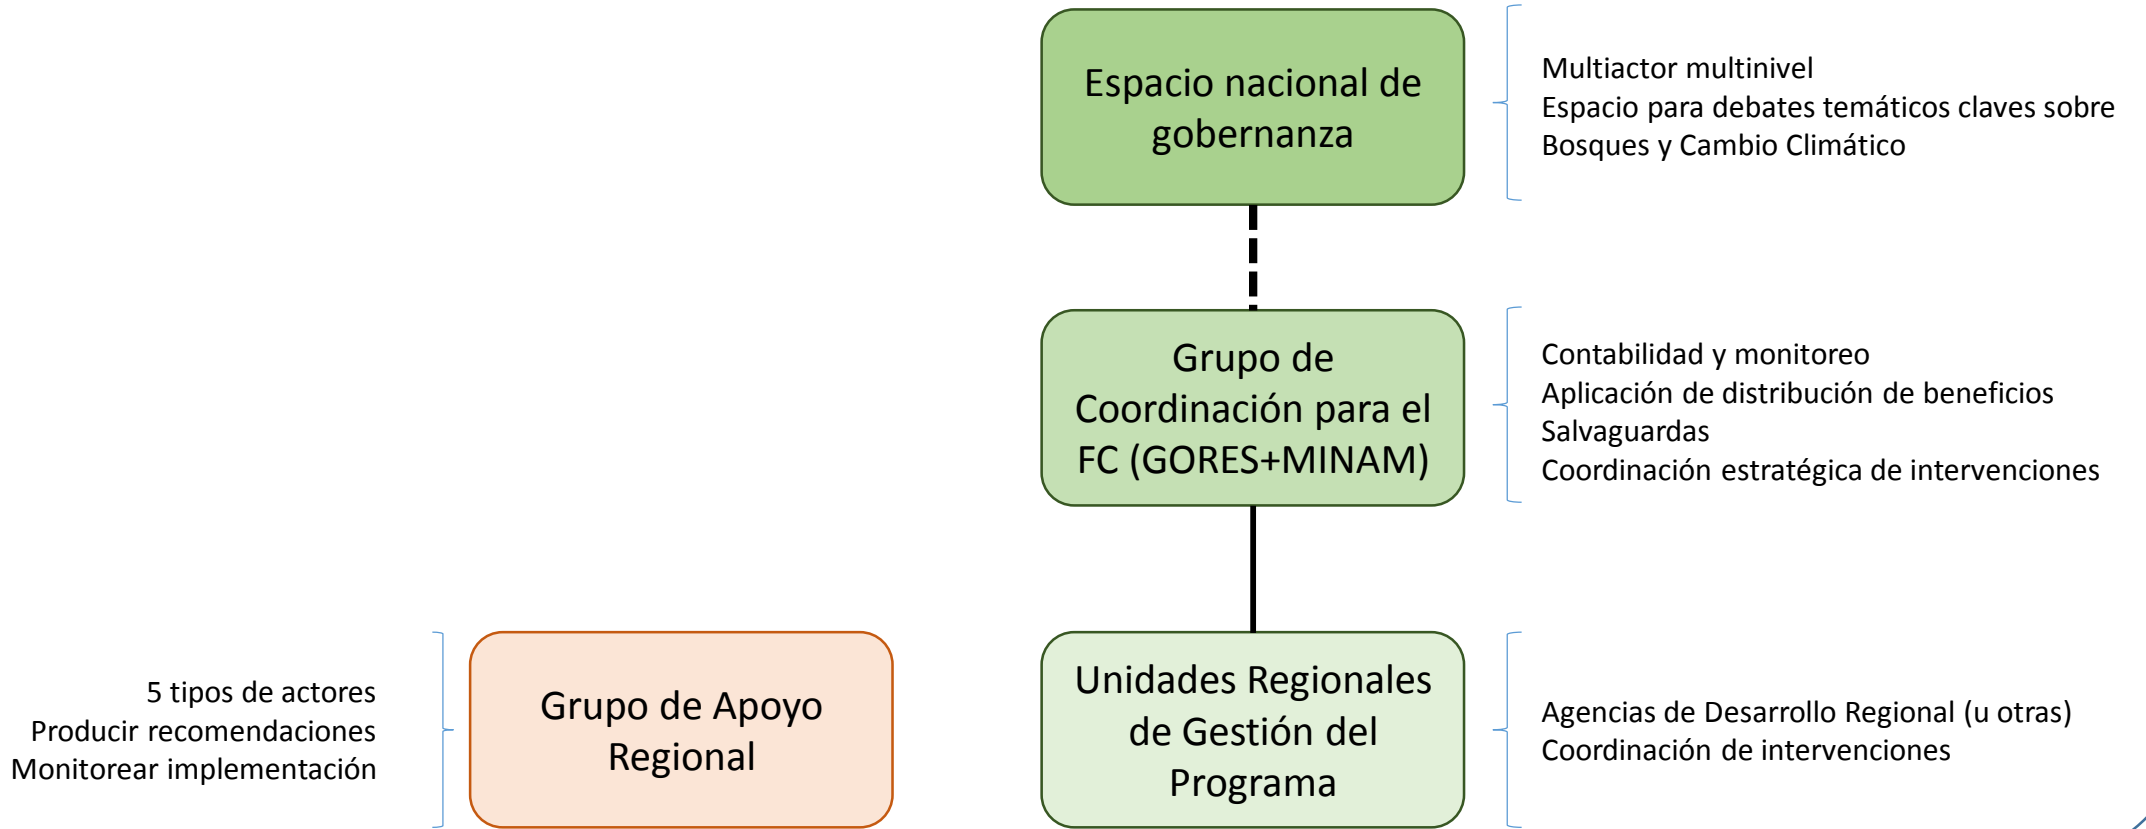 Espacio nacional de
gobernanza
Multiactor multinivel
Espacio para debates temáticos claves sobre
Bosques y Cambio Climático
Grupo de
Coordinación para el
FC (GORES+MINAM)
Contabilidad y monitoreo
Aplicación de distribución de beneficios
Salvaguardas
Coordinación estratégica de intervenciones
5 tipos de actores
Producir recomendaciones
Monitorear implementación
Grupo de Apoyo
Regional
Unidades Regionales
de Gestión del
Programa
Agencias de Desarrollo Regional (u otras)
Coordinación de intervenciones